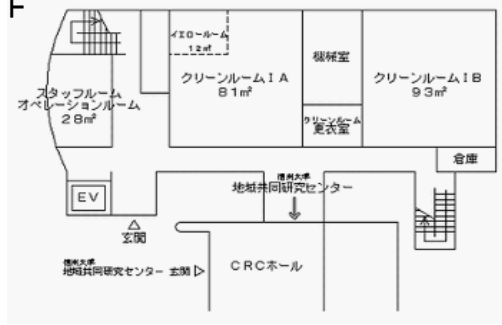 F
イエロールーム
12㎡
機械室
クリーンルームⅠA
81㎡
クリーンルームⅠB
93㎡
スタッフルーム
オペレーションルーム
28㎡
クリーンルーム
更衣室
倉庫
EV
信州大学
地域共同研究センター
玄関
信州大学
地域共同研究センター 玄関
CRCホール